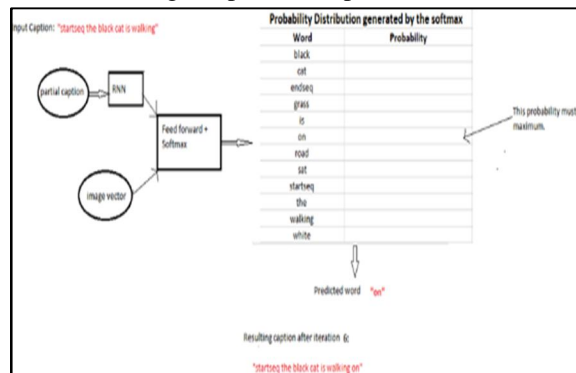 Input Caption: "startseq the black cat is walking"
Probability Distribution generated by the softmax
Word Probability
black
cat
endseq
grass
is
on
road
sat
startseq
the
walking
white
partial caption
RNN
Feed forward +
Softmax
image vector
This probability must
maximum.
Predicted word "on"
Resulting caption after iteration 6:
"startseq the black cat is walking on"